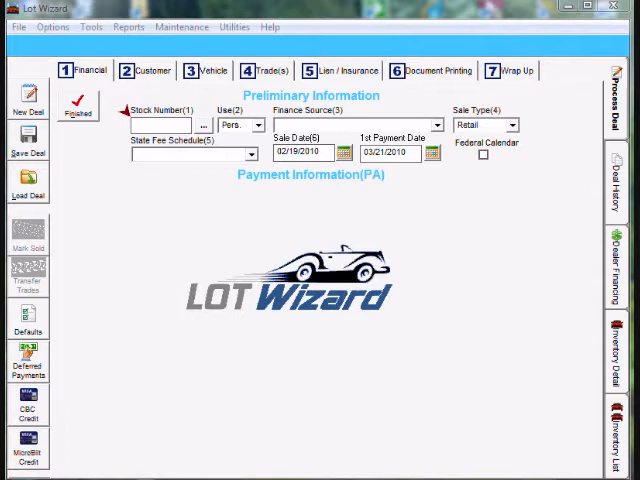 Lot Wizard
File Options Tools Reports Maintenance Utilities Help
1 Financial 2 Customer 3 Vehicle 4 Trade(s) 5 Lien / Insurance 6 Document Printing 7 Wrap Up
New Deal
Save Deal
Load Deal
Mark Sold
Transfer
Trades
Defaults
Deferred
Payments
CBC
Credit
MicroBilt
Credit
Finished
Preliminary Information
Stock Number(1) Use(2) Finance Source(3) Sale Type(4)
... Pers. Retail
State Fee Schedule(5) Sale Date(6) 1st Payment Date Federal Calendar
02/19/2010 03/21/2010
Payment Information(PA)
LOT Wizard
Process Deal
Deal History
Dealer Financing
Inventory Detail
Inventory List